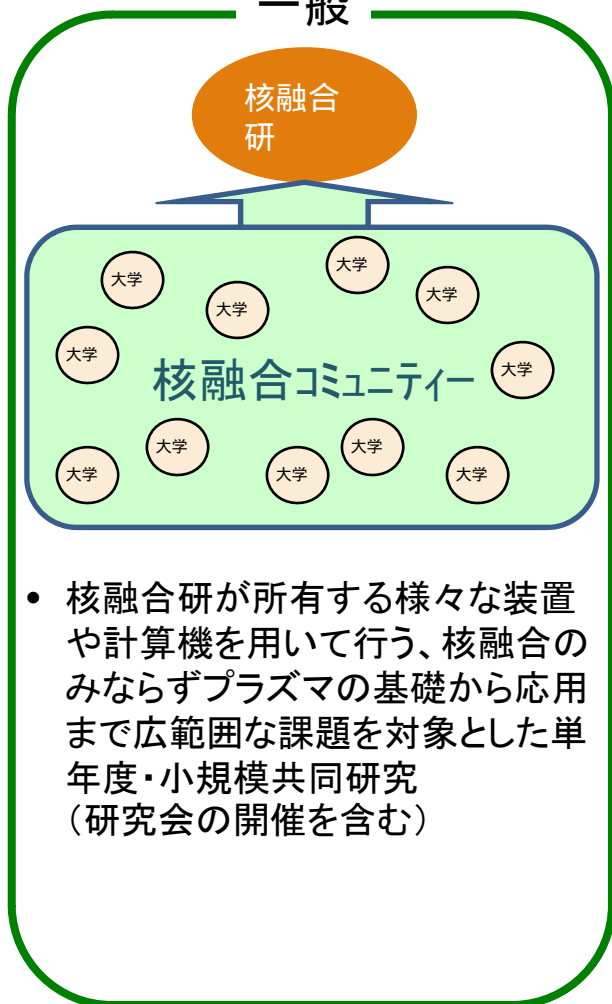 一般
核融合
研
大学
大学
大学
大学
大学
大学
核融合コミュニティー
大学
大学
大学
大学
大学
• 核融合研が所有する様々な装置
や計算機を用いて行う、核融合の
みならずプラズマの基礎から応用
まで広範囲な課題を対象とした単
年度・小規模共同研究
（研究会の開催を含む）